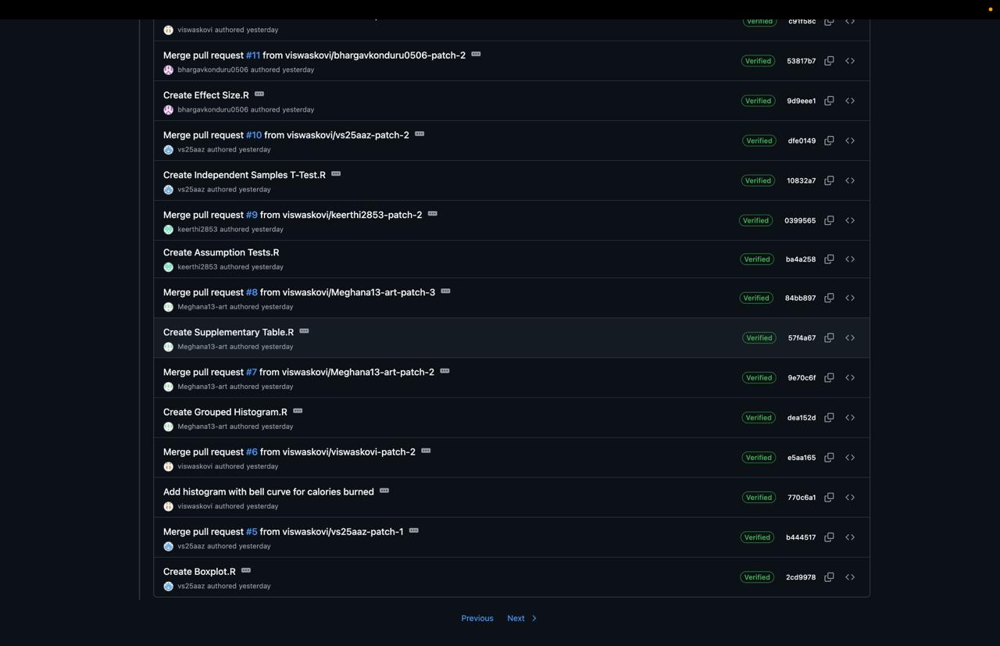 viswaskovi authored yesterday
Verified c91f58c
Merge pull request #11 from viswaskovi/bhargavkonduru0506-patch-2
bhargavkonduru0506 authored yesterday
Verified 53817b7
Create Effect Size.R
bhargavkonduru0506 authored yesterday
Verified 9d9eee1
Merge pull request #10 from viswaskovi/vs25aaz-patch-2
vs25aaz authored yesterday
Verified dfe0149
Create Independent Samples T-Test.R
vs25aaz authored yesterday
Verified 10832a7
Merge pull request #9 from viswaskovi/keerthi2853-patch-2
keerthi2853 authored yesterday
Verified 0399565
Create Assumption Tests.R
keerthi2853 authored yesterday
Verified ba4a258
Merge pull request #8 from viswaskovi/Meghana13-art-patch-3
Meghana13-art authored yesterday
Verified 84bb897
Create Supplementary Table.R
Meghana13-art authored yesterday
Verified 57f4a67
Merge pull request #7 from viswaskovi/Meghana13-art-patch-2
Meghana13-art authored yesterday
Verified 9e70c6f
Create Grouped Histogram.R
Meghana13-art authored yesterday
Verified dea152d
Merge pull request #6 from viswaskovi/viswaskovi-patch-2
viswaskovi authored yesterday
Verified e5aa165
Add histogram with bell curve for calories burned
viswaskovi authored yesterday
Verified 770c6a1
Merge pull request #5 from viswaskovi/vs25aaz-patch-1
vs25aaz authored yesterday
Verified b444517
Create Boxplot.R
vs25aaz authored yesterday
Verified 2cd9978
Previous Next